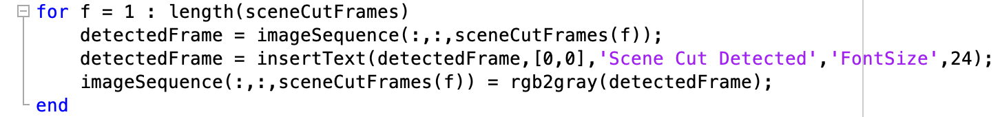 for f = 1 : length(sceneCutFrames)
    detectedFrame = imageSequence(:,:,sceneCutFrames(f));
    detectedFrame = insertText(detectedFrame,[0,0],'Scene Cut Detected','FontSize',24);
    imageSequence(:,:,sceneCutFrames(f)) = rgb2gray(detectedFrame);
end